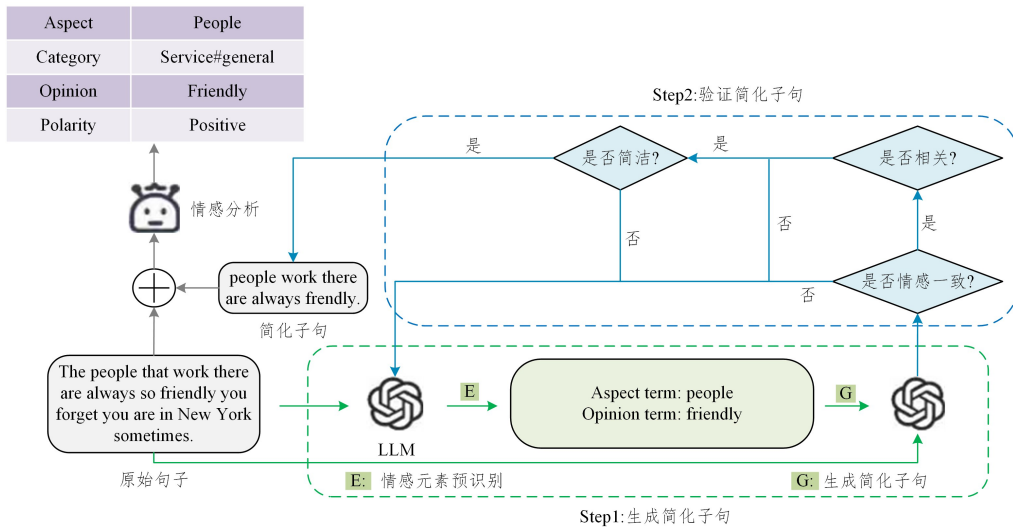 Aspect People
Category Service#general
Opinion Friendly
Polarity Positive
Step2:验证简化子句
是否简洁?
是
是否相关?
是
否
否
是
是否情感一致?
否
情感分析
people work there
are always frendly.
简化子句
The people that work there
are always so friendly you
forget you are in New York
sometimes.
原始句子
LLM
E
Aspect term: people
Opinion term: friendly
G
E: 情感元素预识别
G: 生成简化子句
Step1:生成简化子句